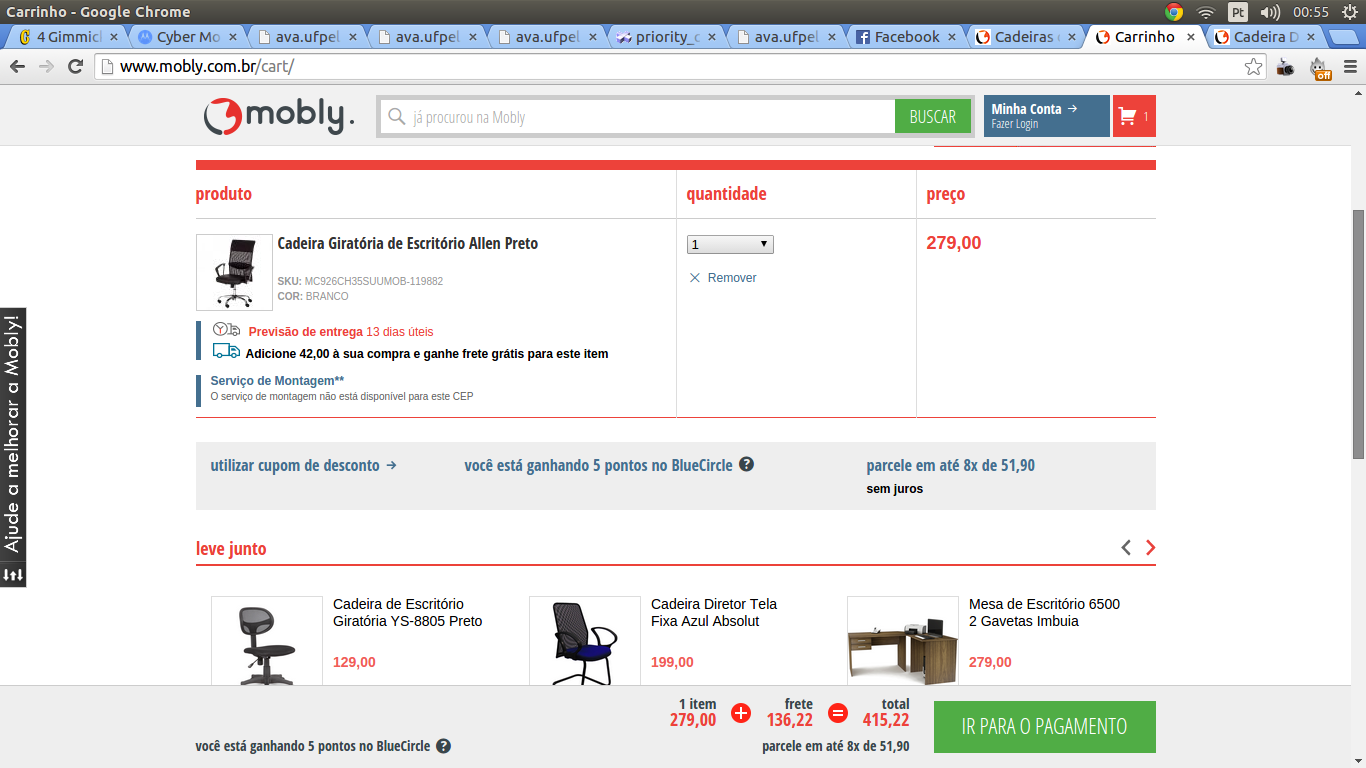 Carrinho - Google Chrome
Pt
00:55
4 Gimmicl
Cyber Mo
ava.ufpel
ava.ufpel
ava.ufpel
priority_c
ava.ufpel
Facebook
Cadeiras
Carrinho
Cadeira D
www.mobly.com.br/cart/
off
mobly.
já procurou na Mobly
BUSCAR
Minha Conta →
Fazer Login
1
produto
quantidade
preço
Cadeira Giratória de Escritório Allen Preto
SKU: MC926CH35SUUMOB-119882
COR: BRANCO
1
Remover
279,00
Previsão de entrega 13 dias úteis
Adicione 42,00 à sua compra e ganhe frete grátis para este item
Serviço de Montagem**
O serviço de montagem não está disponível para este CEP
Ajude a melhorar a Mobly!
utilizar cupom de desconto →
você está ganhando 5 pontos no BlueCircle ?
parcele em até 8x de 51,90
sem juros
leve junto
Cadeira de Escritório
Giratória YS-8805 Preto
129,00
Cadeira Diretor Tela
Fixa Azul Absolut
199,00
Mesa de Escritório 6500
2 Gavetas Imbuia
279,00
1 item
279,00
+
frete
136,22
=
total
415,22
você está ganhando 5 pontos no BlueCircle ?
parcele em até 8x de 51,90
IR PARA O PAGAMENTO